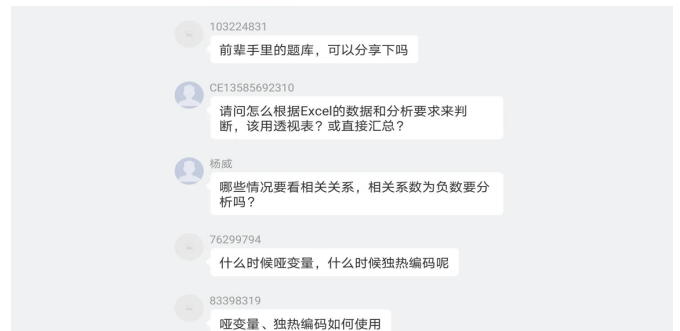 103224831
前辈手里的题库，可以分享下吗
CE13585692310
请问怎么根据Excel的数据和分析要求来判
断，该用透视表？或直接汇总？
杨威
哪些情况要看相关关系，相关系数为负数要分
析吗？
76299794
什么时候哑变量，什么时候独热编码呢
83398319
哑变量、独热编码如何使用